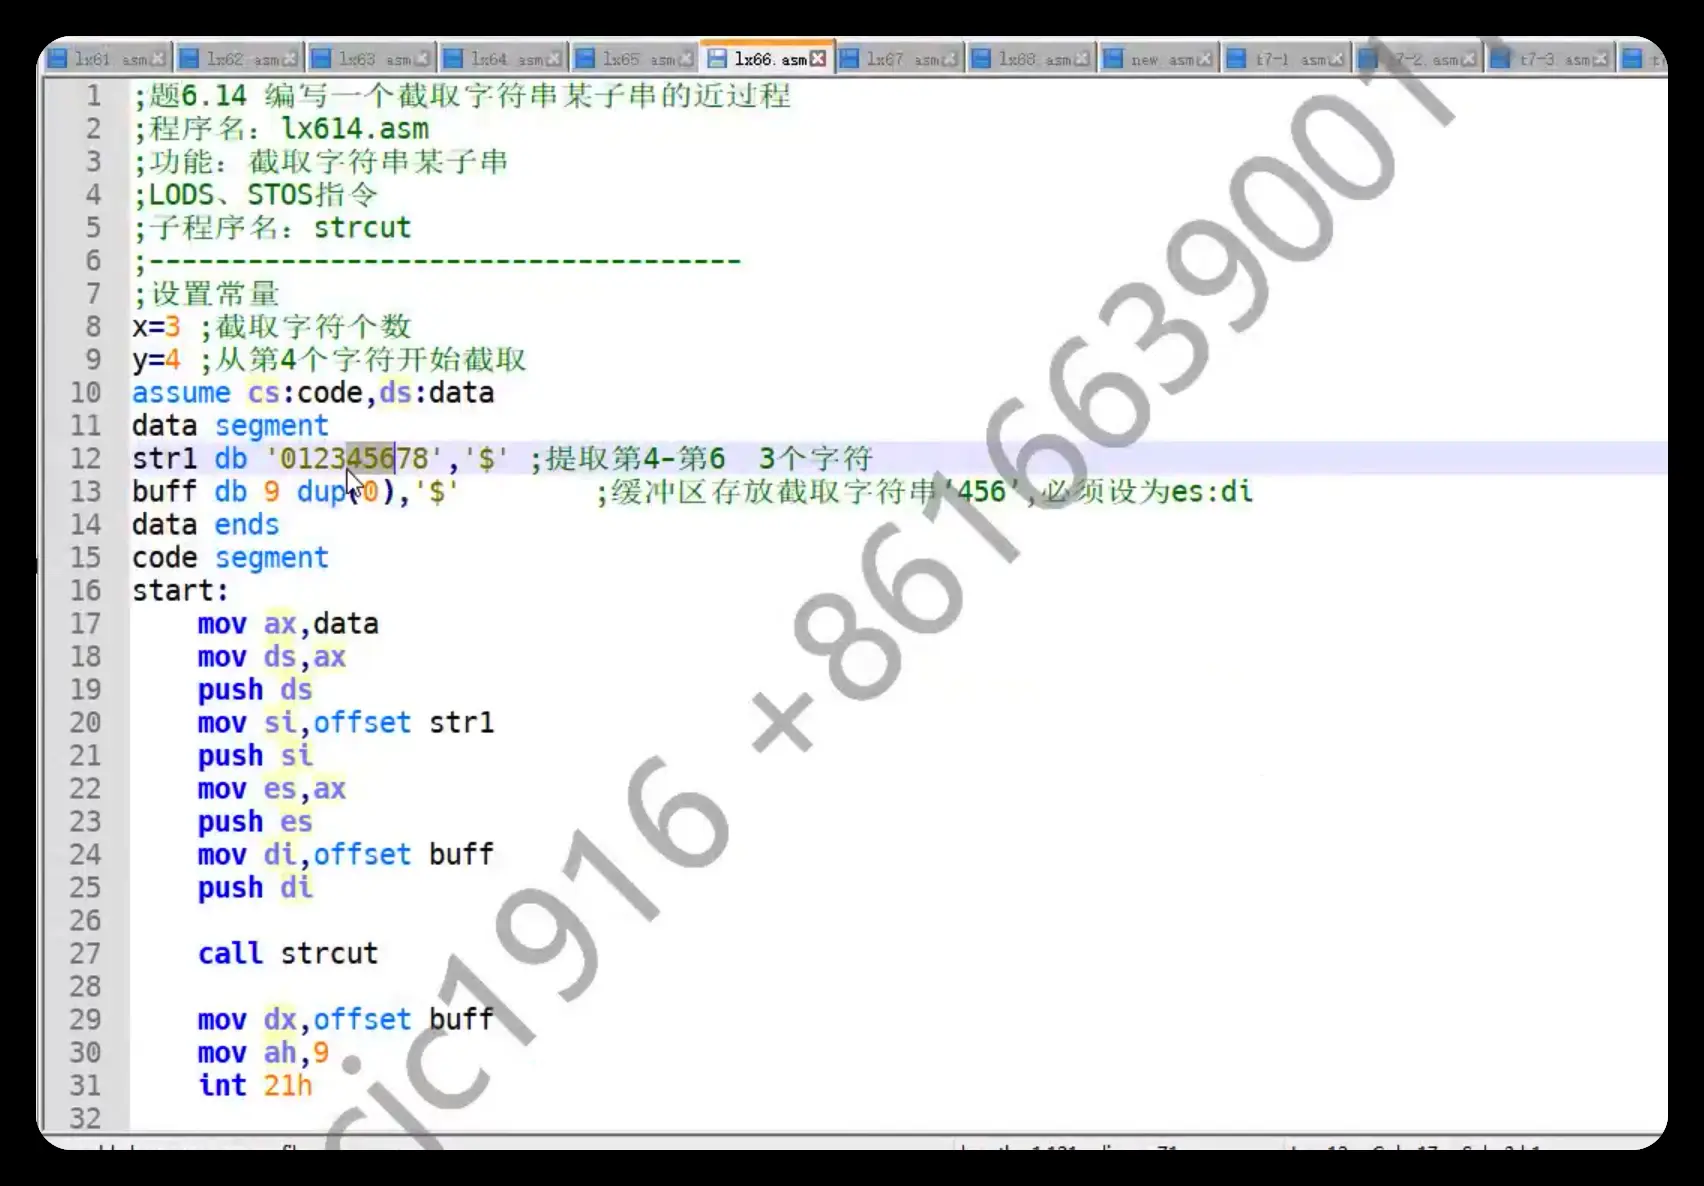 lx61 asm lx62 asm lx63 asm lx64 asm lx65 asm lx66.asm lx67 asm lx68 asm new asm t7-1 asm 7-2.asm t7-3 asm
1 ;题6.14 编写一个截取字符串某子串的近过程
2 ;程序名：lx614.asm
3 ;功能：截取字符串某子串
4 ;LODS、STOS指令
5 ;子程序名：strcut
6 ;------------------------------------
7 ;设置常量
8 x=3 ;截取字符个数
9 y=4 ;从第4个字符开始截取
10 assume cs:code,ds:data
11 data segment
12 str1 db '012345678','$' ;提取第4-第6 3个字符
13 buff db 9 dup(0),'$' ;缓冲区存放截取字符串'456',必须设为es:di
14 data ends
15 code segment
16 start:
17 mov ax,data
18 mov ds,ax
19 push ds
20 mov si,offset str1
21 push si
22 mov es,ax
23 push es
24 mov di,offset buff
25 push di
26
27 call strcut
28
29 mov dx,offset buff
30 mov ah,9
31 int 21h
32
cjc1916 +8616639001